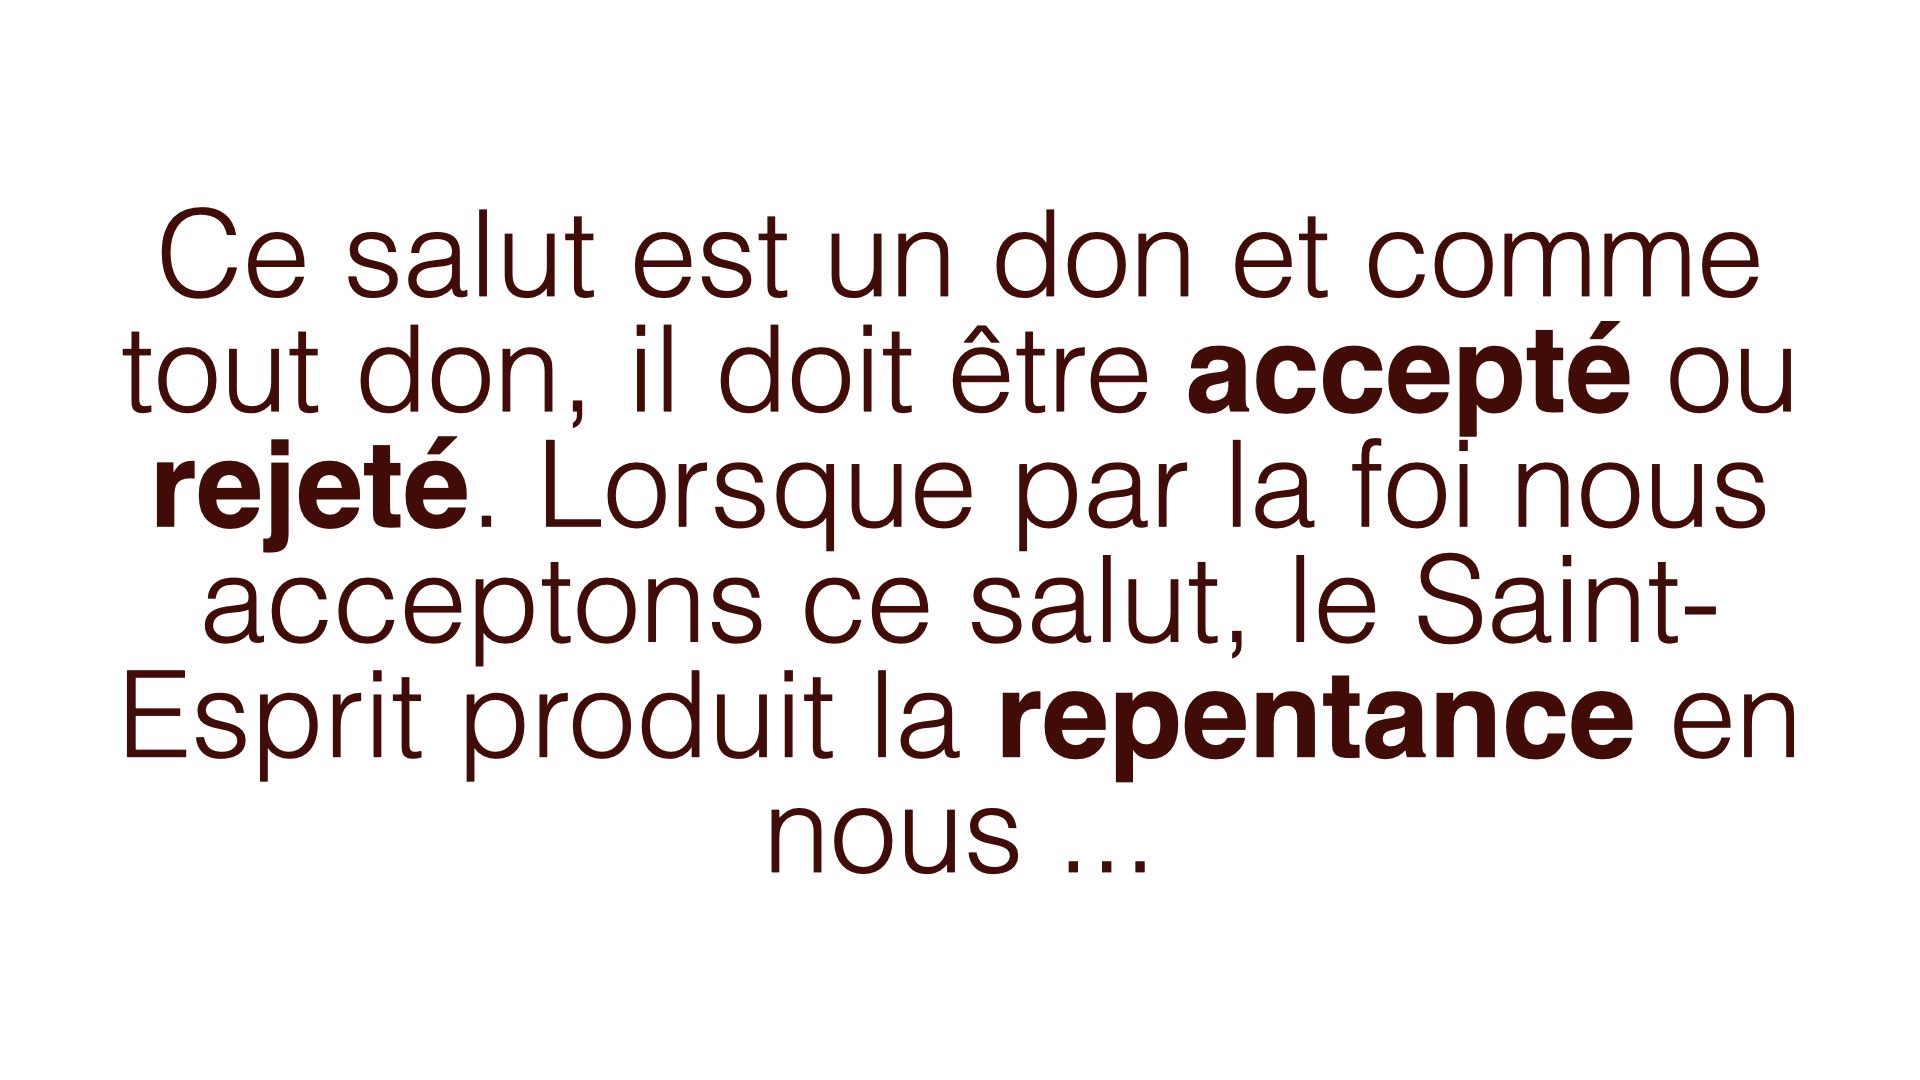 Ce salut est un don et comme
tout don, il doit être accepté ou
rejeté. Lorsque par la foi nous
acceptons ce salut, le Saint-
Esprit produit la repentance en
nous ...